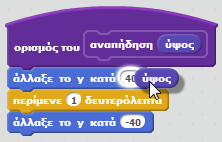 ορισμός του αναπήδηση ύψος
άλλαξε το y κατά 40 ύψος
περίμενε 1 δευτερόλεπτα
άλλαξε το y κατά -40